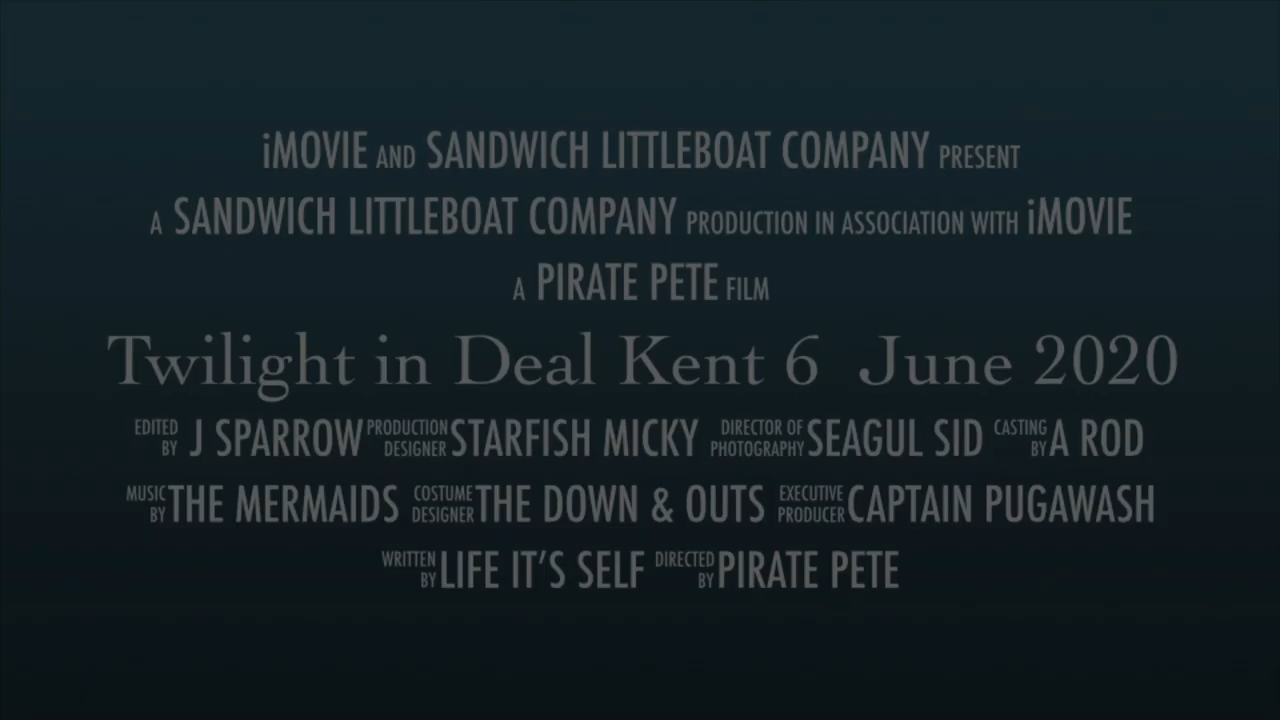 iMOVIE AND SANDWICH LITTLEBOAT COMPANY PRESENT
A SANDWICH LITTLEBOAT COMPANY PRODUCTION IN ASSOCIATION WITH iMOVIE
A PIRATE PETE FILM
Twilight in Deal Kent 6 June 2020
EDITED BY J SPARROW PRODUCTION DESIGNER STARFISH MICKY DIRECTOR OF PHOTOGRAPHY SEAGUL SID CASTING BY A ROD
MUSIC BY THE MERMAIDS COSTUME DESIGNER THE DOWN & OUTS EXECUTIVE PRODUCER CAPTAIN PUGAWASH
WRITTEN BY LIFE IT'S SELF DIRECTED BY PIRATE PETE